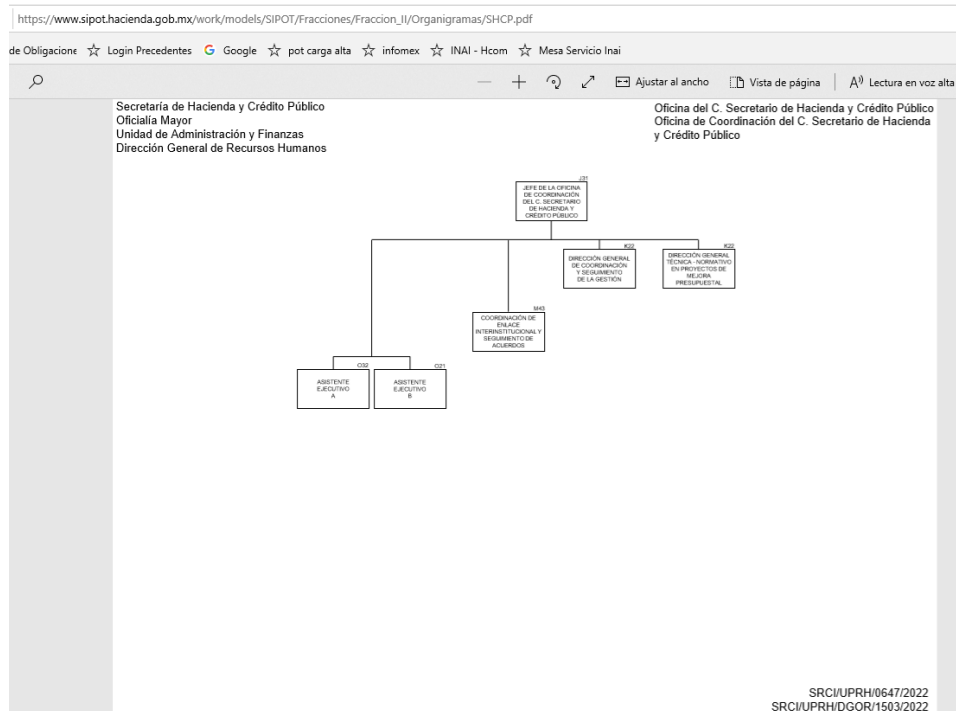 https://www.sipot.hacienda.gob.mx/work/models/SIPOT/Fracciones/Fraccion_II/Organigramas/SHCP.pdf
de Obligacione Login Precedentes Google pot carga alta infomex INAI - Hcom Mesa Servicio Inai
Ajustar al ancho Vista de página Lectura en voz alta
Secretaría de Hacienda y Crédito Público
Oficialía Mayor
Unidad de Administración y Finanzas
Dirección General de Recursos Humanos
Oficina del C. Secretario de Hacienda y Crédito Público
Oficina de Coordinación del C. Secretario de Hacienda
y Crédito Público
J31
JEFE DE LA OFICINA
DE COORDINACIÓN
DEL C. SECRETARIO
DE HACIENDA Y
CRÉDITO PÚBLICO
K22
DIRECCIÓN GENERAL
DE COORDINACIÓN
Y SEGUIMIENTO
DE LA GESTIÓN
K22
DIRECCIÓN GENERAL
TÉCNICA - NORMATIVO
EN PROYECTOS DE
MEJORA
PRESUPUESTAL
M43
COORDINACIÓN DE
ENLACE
INTERINSTITUCIONAL Y
SEGUIMIENTO DE
ACUERDOS
O32
ASISTENTE
EJECUTIVO
A
O21
ASISTENTE
EJECUTIVO
B
SRCI/UPRH/0647/2022
SRCI/UPRH/DGOR/1503/2022